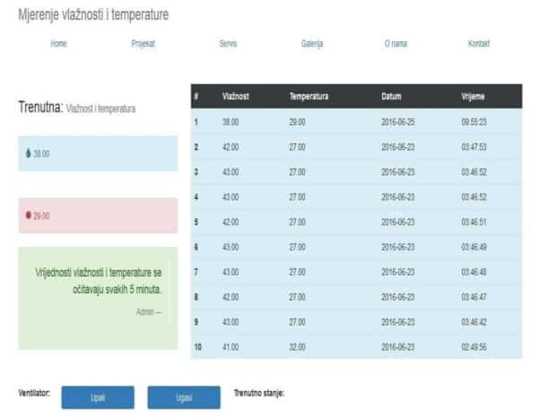 Mjerenje vlažnosti i temperature
Home Projekat Servis Galerija O nama Kontakt
Trenutna: Vlažnost i temperatura
38.00
29.00
Vrijednosti vlažnosti i temperature se
očitavaju svakih 5 minuta.
Admin —
# Vlažnost Temperatura Datum Vrijeme
1 38.00 29.00 2016-06-25 09:55:23
2 42.00 27.00 2016-06-23 03:47:53
3 43.00 27.00 2016-06-23 03:46:52
4 43.00 27.00 2016-06-23 03:46:52
5 42.00 27.00 2016-06-23 03:46:51
6 43.00 27.00 2016-06-23 03:46:49
7 43.00 27.00 2016-06-23 03:46:48
8 42.00 27.00 2016-06-23 03:46:47
9 43.00 27.00 2016-06-23 03:46:42
10 41.00 32.00 2016-06-23 02:49:56
Ventilator: Upali Ugasi Trenutno stanje: